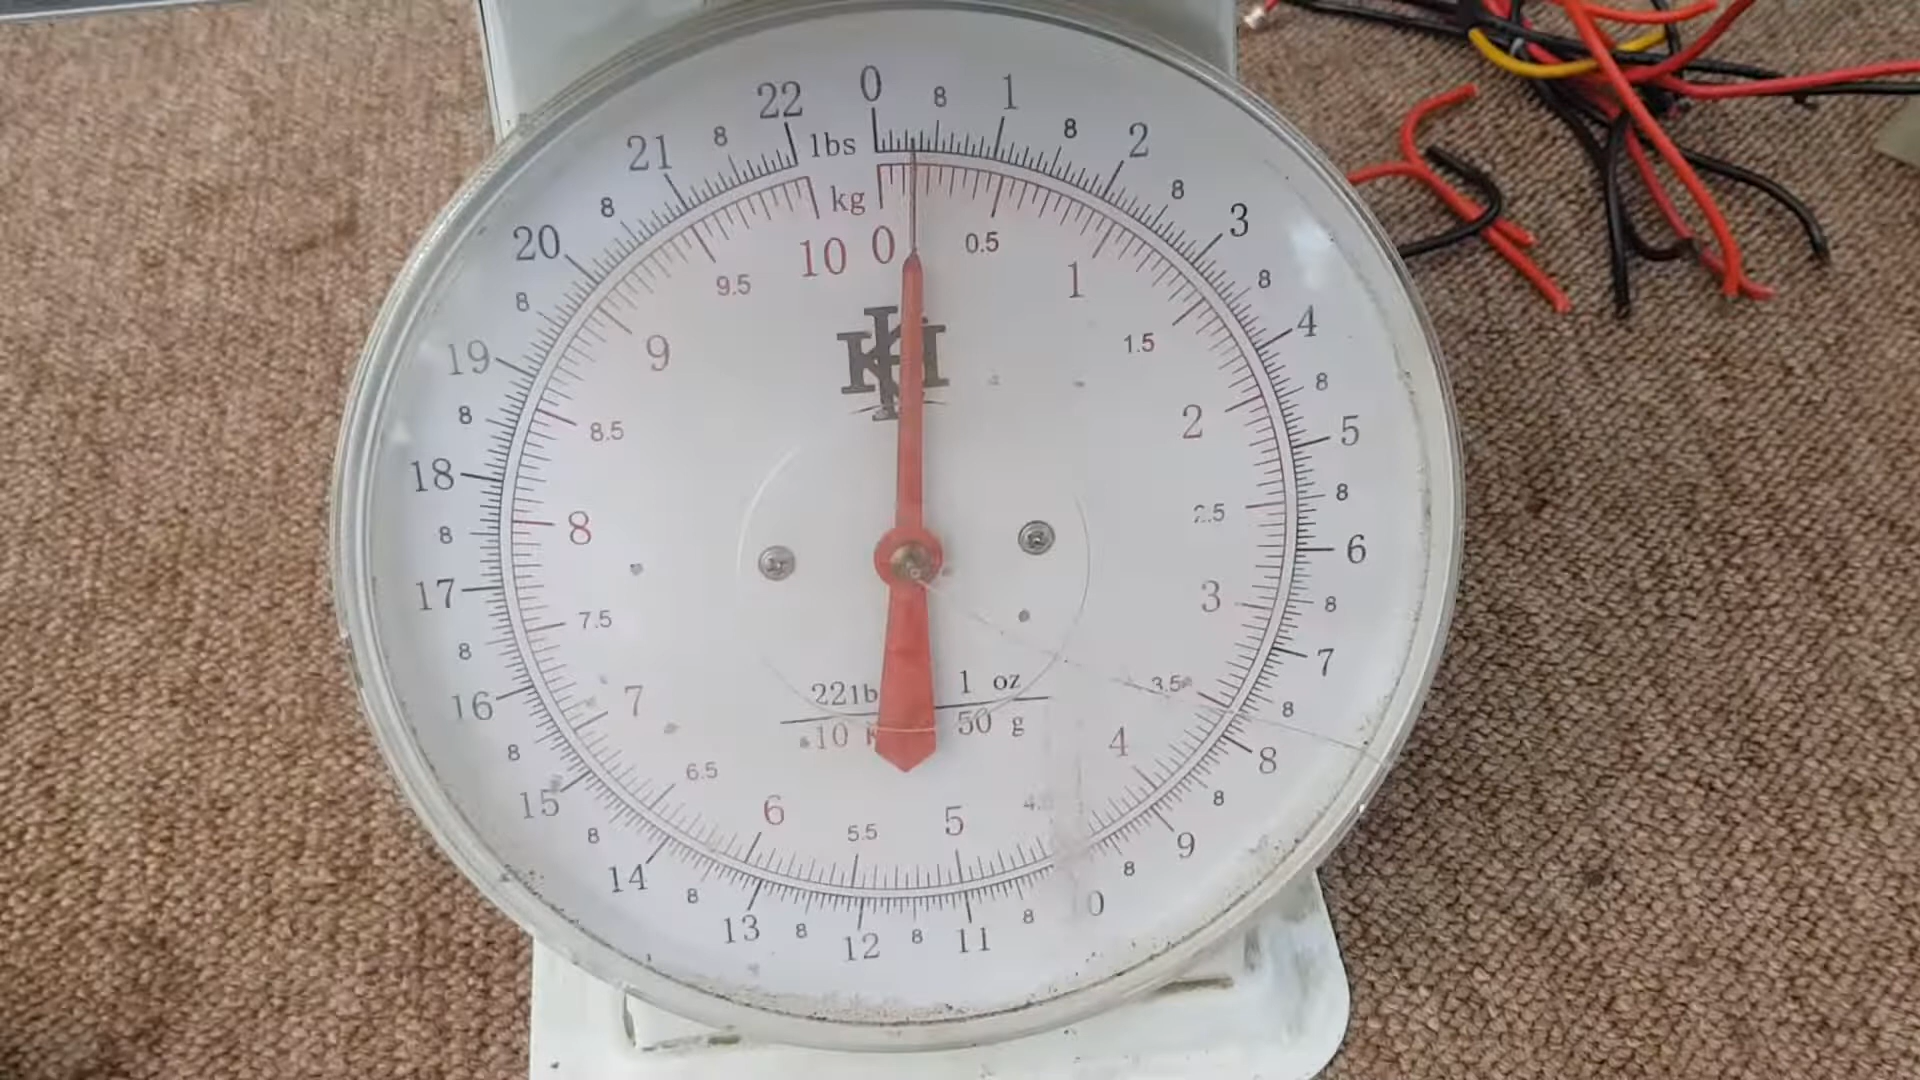 0 8 1 8 2 8 3 8 4 8 5 8 6 8 7 8 8 8 9 8
8 11 8 12 8 13 8 14 8 15 8 16 8 17 8 18 8 19 8 20 8 21 8 22
lbs
kg
0 0.5 1 1.5 2 2.5 3 3.5 4
5 5.5 6 6.5 7 7.5 8 8.5 9 9.5 10
22lb 1 oz
10 50 g